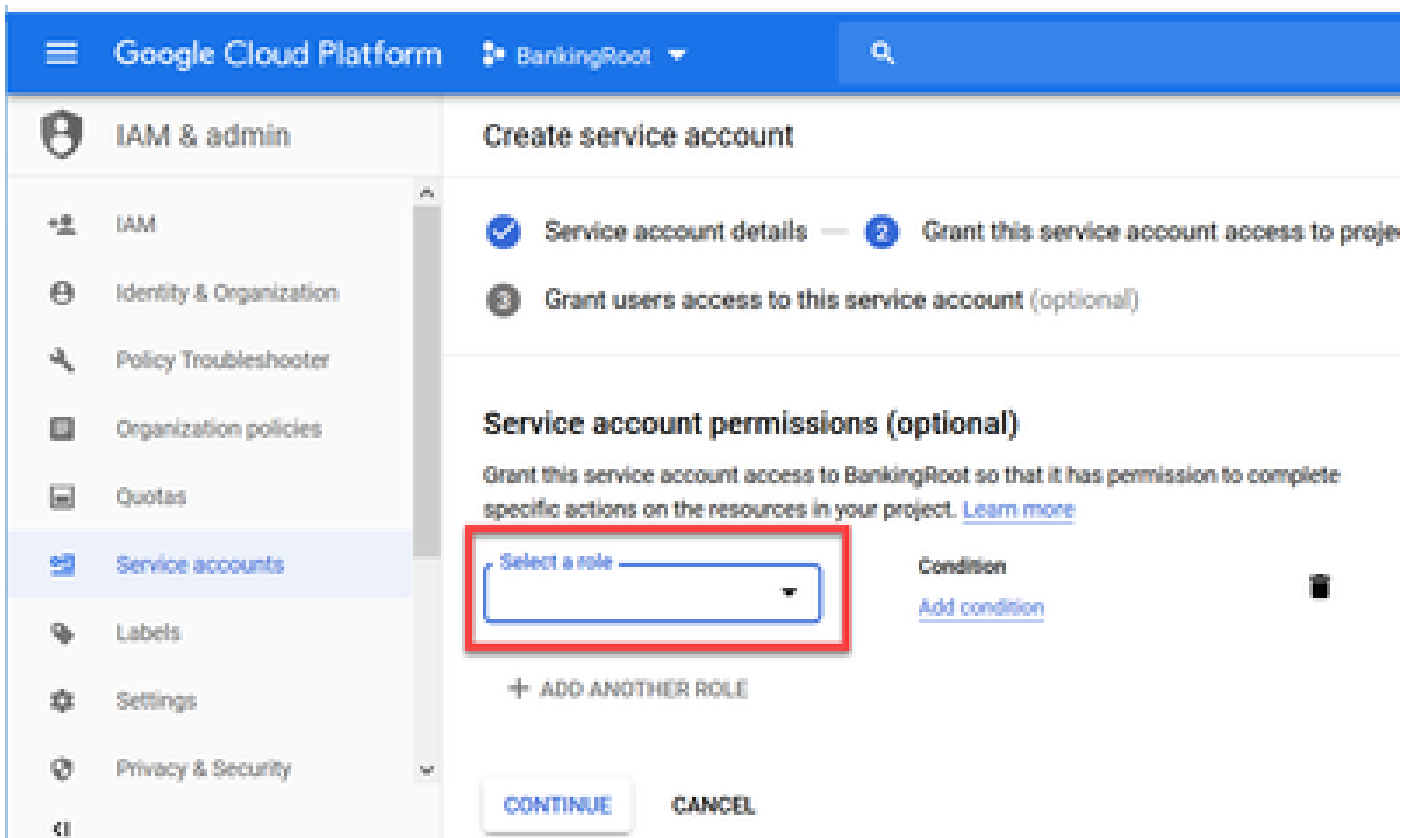 Google Cloud Platform
BankingRoot
IAM & admin
Create service account
IAM
Identity & Organization
Policy Troubleshooter
Organization policies
Quotas
Service accounts
Labels
Settings
Privacy & Security
Service account details
2
Grant this service account access to proje
3
Grant users access to this service account (optional)
Service account permissions (optional)
Grant this service account access to BankingRoot so that it has permission to complete
specific actions on the resources in your project. Learn more
Select a role
Condition
Add condition
+ ADD ANOTHER ROLE
CONTINUE
CANCEL